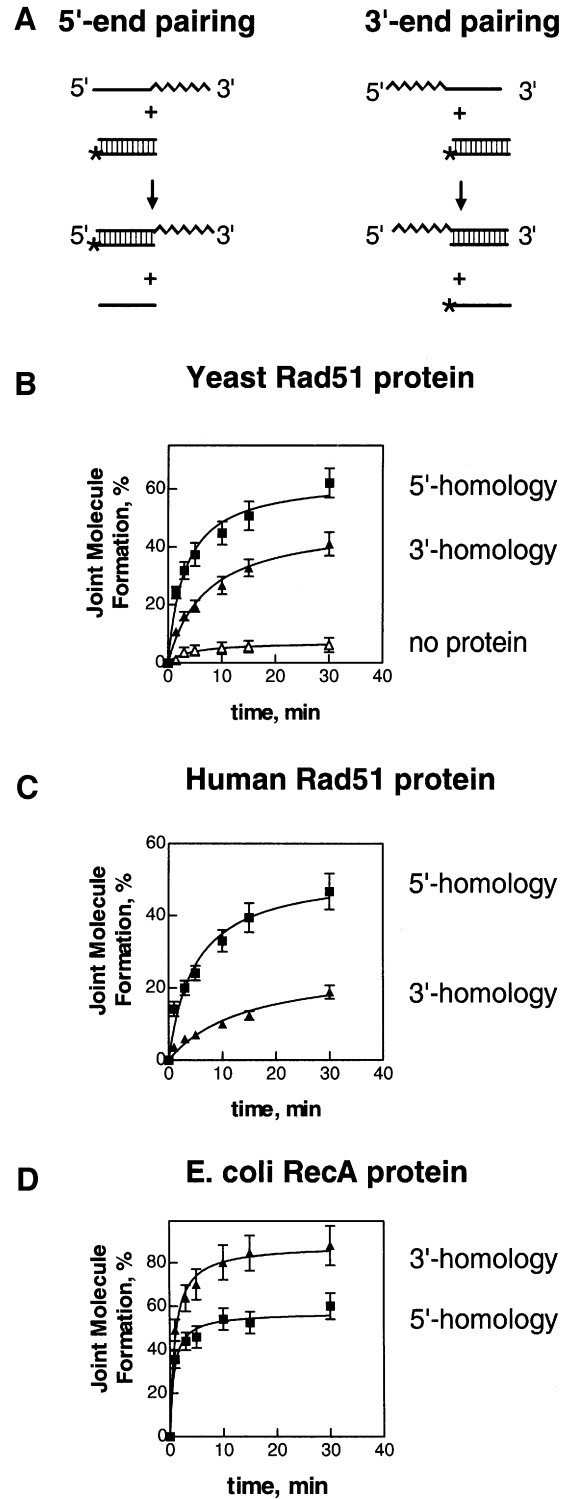 A 5'-end pairing 3'-end pairing
5' 3' 5' 3'
+ +
* *
5' 3' 5' 3'
*
+ +
*
B Yeast Rad51 protein
Joint Molecule
Formation, %
60
40
20
0
0 10 20 30 40
time, min
5'-homology
3'-homology
no protein
C Human Rad51 protein
Joint Molecule
Formation, %
60
40
20
0
0 10 20 30 40
time, min
5'-homology
3'-homology
D E. coli RecA protein
Joint Molecule
Formation, %
80
60
40
20
0
0 10 20 30 40
time, min
3'-homology
5'-homology